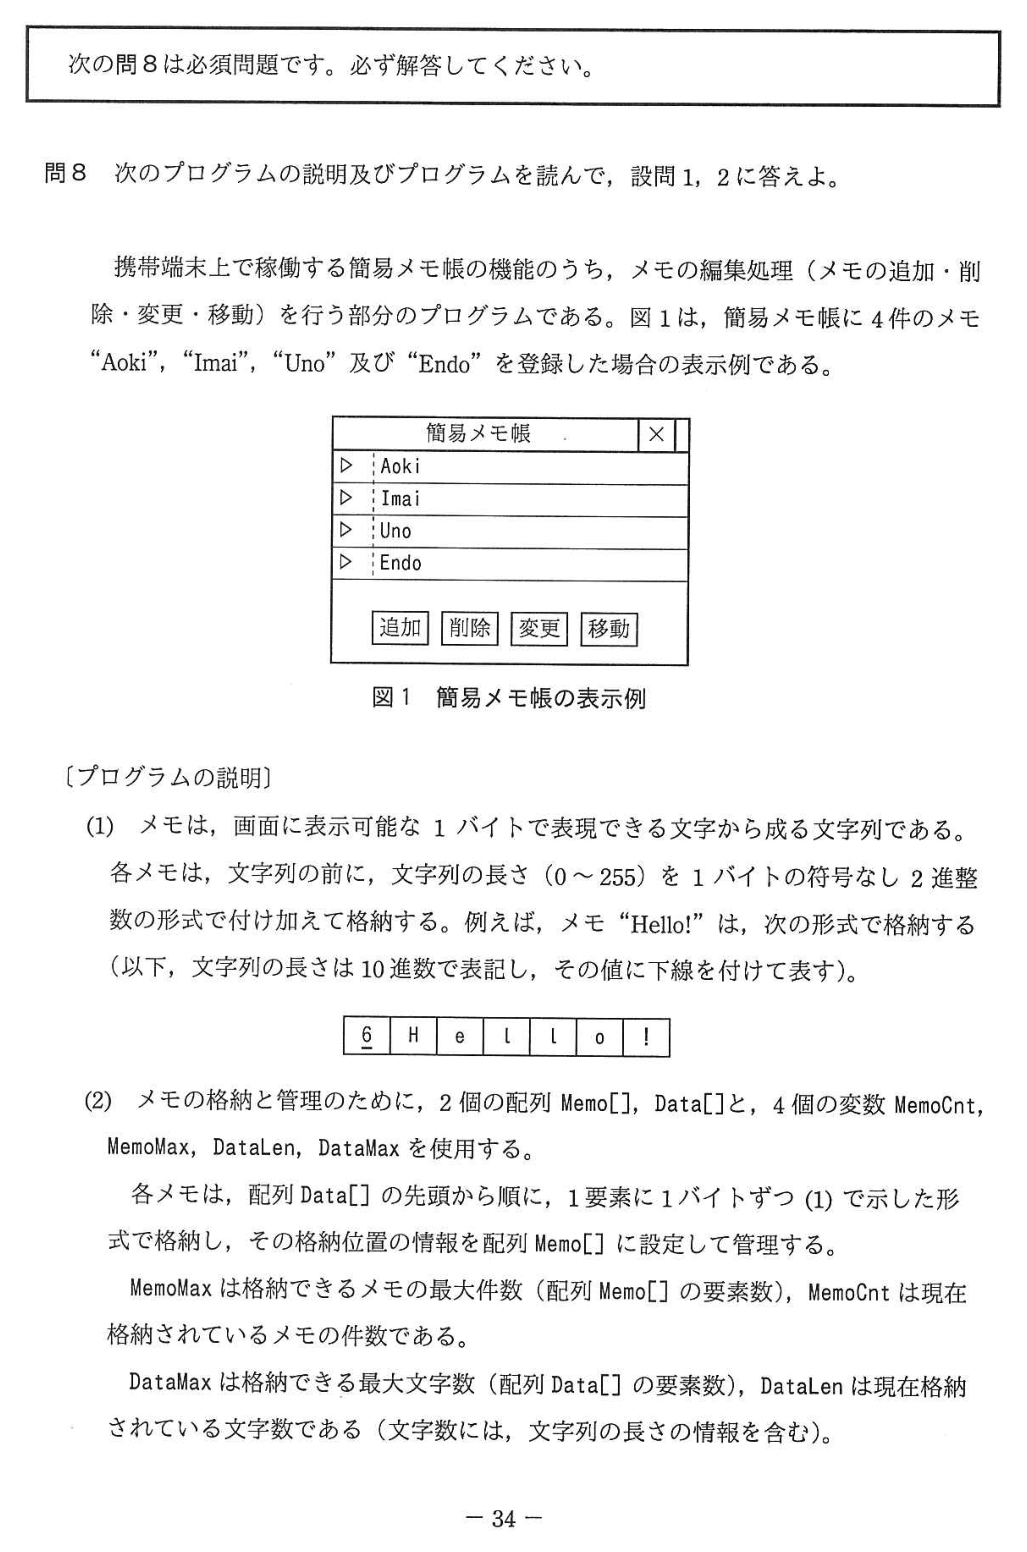 次の問8は必須問題です。必ず解答してください。
問8　次のプログラムの説明及びプログラムを読んで，設問1，2に答えよ。
携帯端末上で稼働する簡易メモ帳の機能のうち，メモの編集処理（メモの追加・削
除・変更・移動）を行う部分のプログラムである。図1は，簡易メモ帳に4件のメモ
“Aoki”，“Imai”，“Uno”及び“Endo”を登録した場合の表示例である。
簡易メモ帳 ×
▷ Aoki
▷ Imai
▷ Uno
▷ Endo
追加 削除 変更 移動
図1　簡易メモ帳の表示例
〔プログラムの説明〕
(1)　メモは，画面に表示可能な 1 バイトで表現できる文字から成る文字列である。
各メモは，文字列の前に，文字列の長さ（0～255）を 1 バイトの符号なし 2 進整
数の形式で付け加えて格納する。例えば，メモ“Hello!”は，次の形式で格納する
（以下，文字列の長さは10進数で表記し，その値に下線を付けて表す）。
6 H e l l o !
(2)　メモの格納と管理のために，2個の配列 Memo[]，Data[]と，4個の変数 MemoCnt，
MemoMax，DataLen，DataMax を使用する。
各メモは，配列 Data[] の先頭から順に，1要素に1バイトずつ (1) で示した形
式で格納し，その格納位置の情報を配列 Memo[] に設定して管理する。
MemoMax は格納できるメモの最大件数（配列 Memo[] の要素数），MemoCnt は現在
格納されているメモの件数である。
DataMax は格納できる最大文字数（配列 Data[] の要素数），DataLen は現在格納
されている文字数である（文字数には，文字列の長さの情報を含む）。
－ 34 －